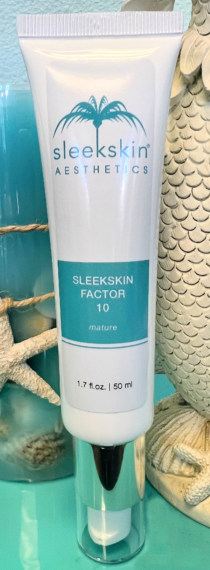 sleekskin®
AESTHETICS
SLEEKSKIN
FACTOR
10
mature
1.7 fl.oz. | 50 ml